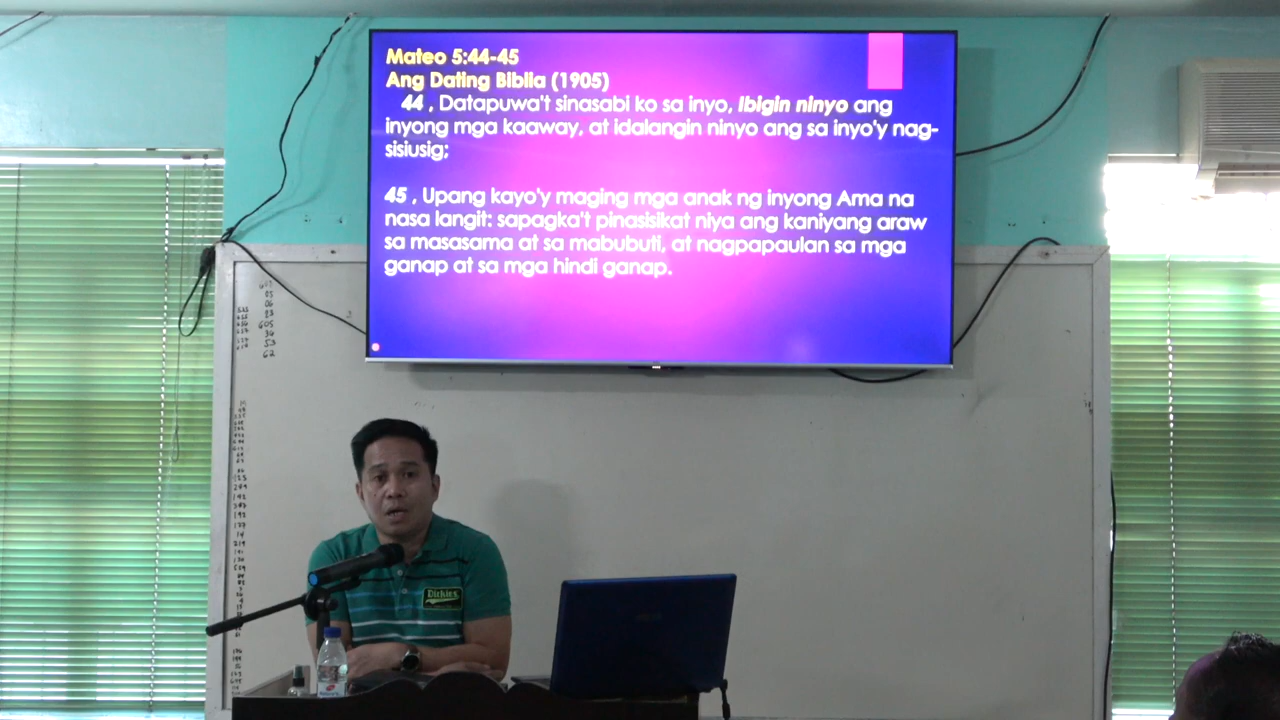 Mateo 5:44-45
Ang Dating Biblia (1905)
44 , Datapuwa't sinasabi ko sa inyo, Ibigin ninyo ang
inyong mga kaaway, at idalangin ninyo ang sa inyo'y nag-
sisiusig;
45 , Upang kayo'y maging mga anak ng inyong Ama na
nasa langit: sapagka't pinasisikat niya ang kaniyang araw
sa masasama at sa mabubuti, at nagpapaulan sa mga
ganap at sa mga hindi ganap.
605
53
62
Dickies